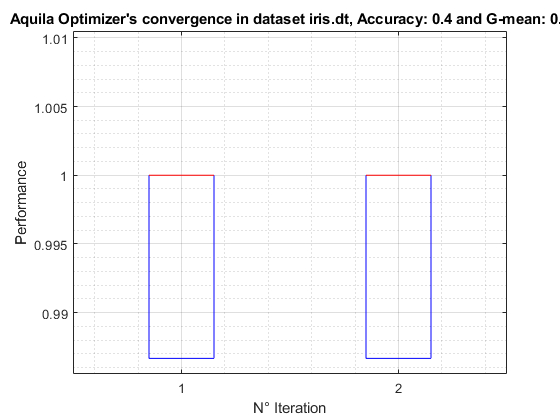 Aquila Optimizer's convergence in dataset iris.dt, Accuracy: 0.4 and G-mean: 0.
1.01
1.005
1
0.995
0.99
Performance
1 2
N° Iteration